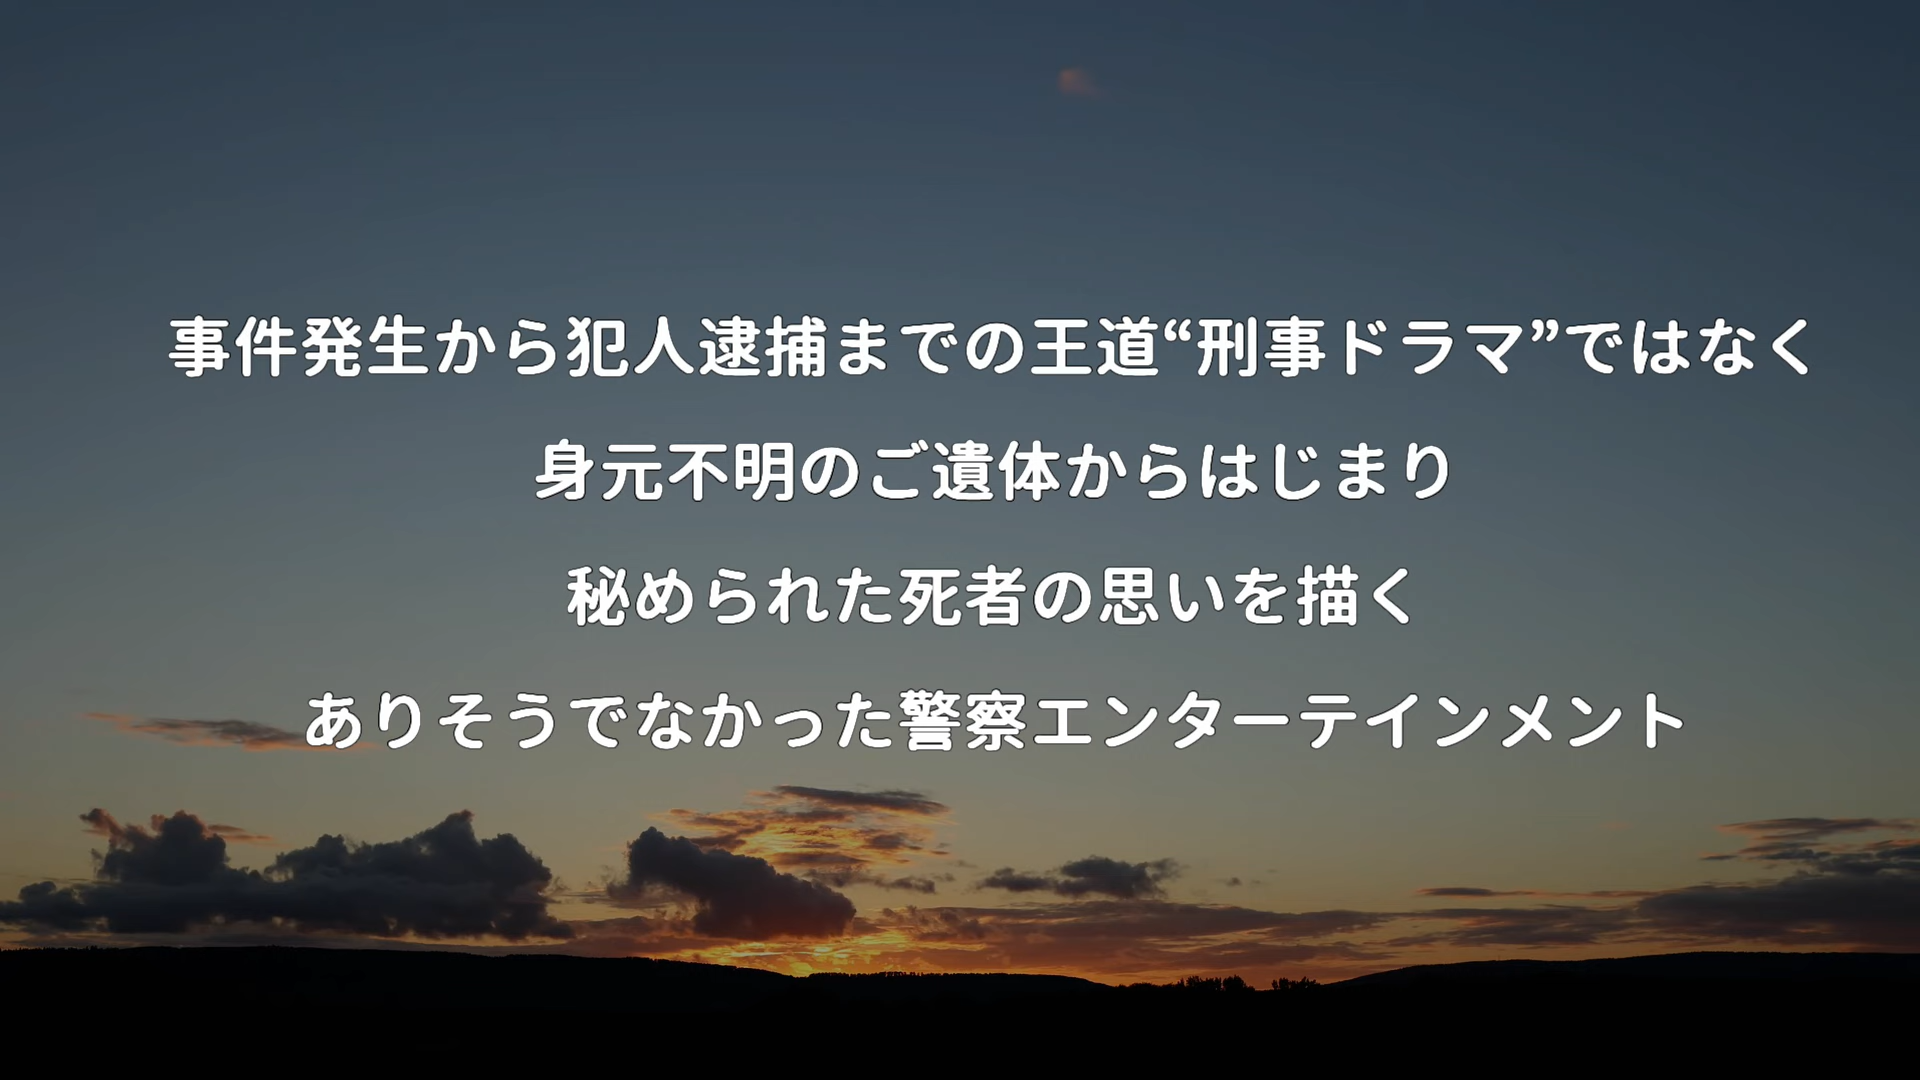 事件発生から犯人逮捕までの王道“刑事ドラマ”ではなく
身元不明のご遺体からはじまり
秘められた死者の思いを描く
ありそうでなかった警察エンターテインメント